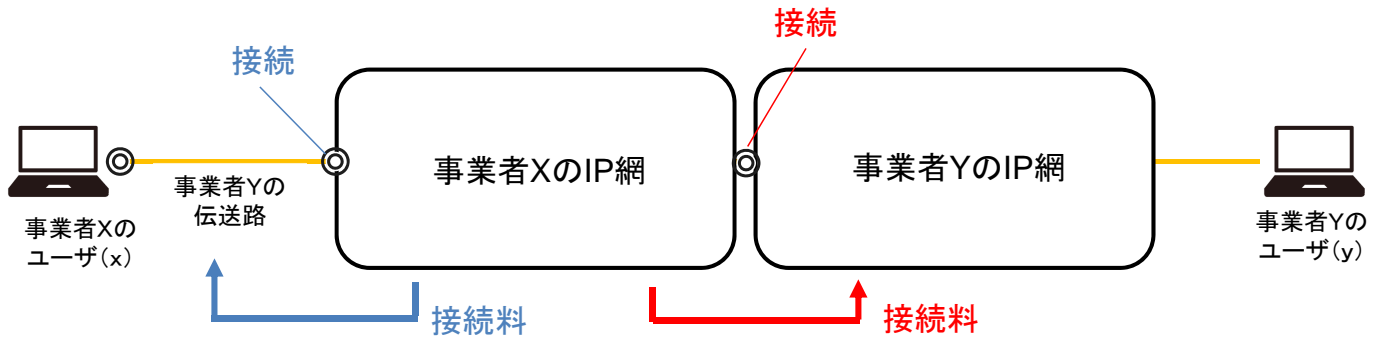 接続
接続
事業者XのIP網
事業者YのIP網
事業者Yの
伝送路
事業者Xの
ユーザ（x）
事業者Yの
ユーザ（y）
接続料
接続料